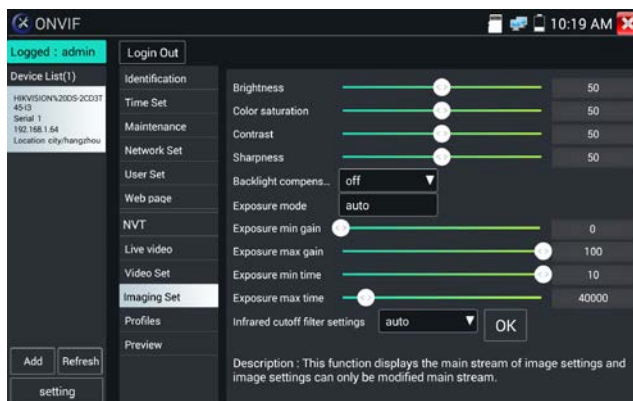 ONVIF
10:19 AM
Logged : admin
Login Out
Device List(1)
HIKVISION%20DS-2CD3T
45-I3
Serial 1
192.168.1.64
Location city/hangzhou
Add Refresh
setting
Identification
Time Set
Maintenance
Network Set
User Set
Web page
NVT
Live video
Video Set
Imaging Set
Profiles
Preview
Brightness 50
Color saturation 50
Contrast 50
Sharpness 50
Backlight compens... off
Exposure mode auto
Exposure min gain 0
Exposure max gain 100
Exposure min time 10
Exposure max time 40000
Infrared cutoff filter settings auto OK
Description : This function displays the main stream of image settings and
image settings can only be modified main stream.